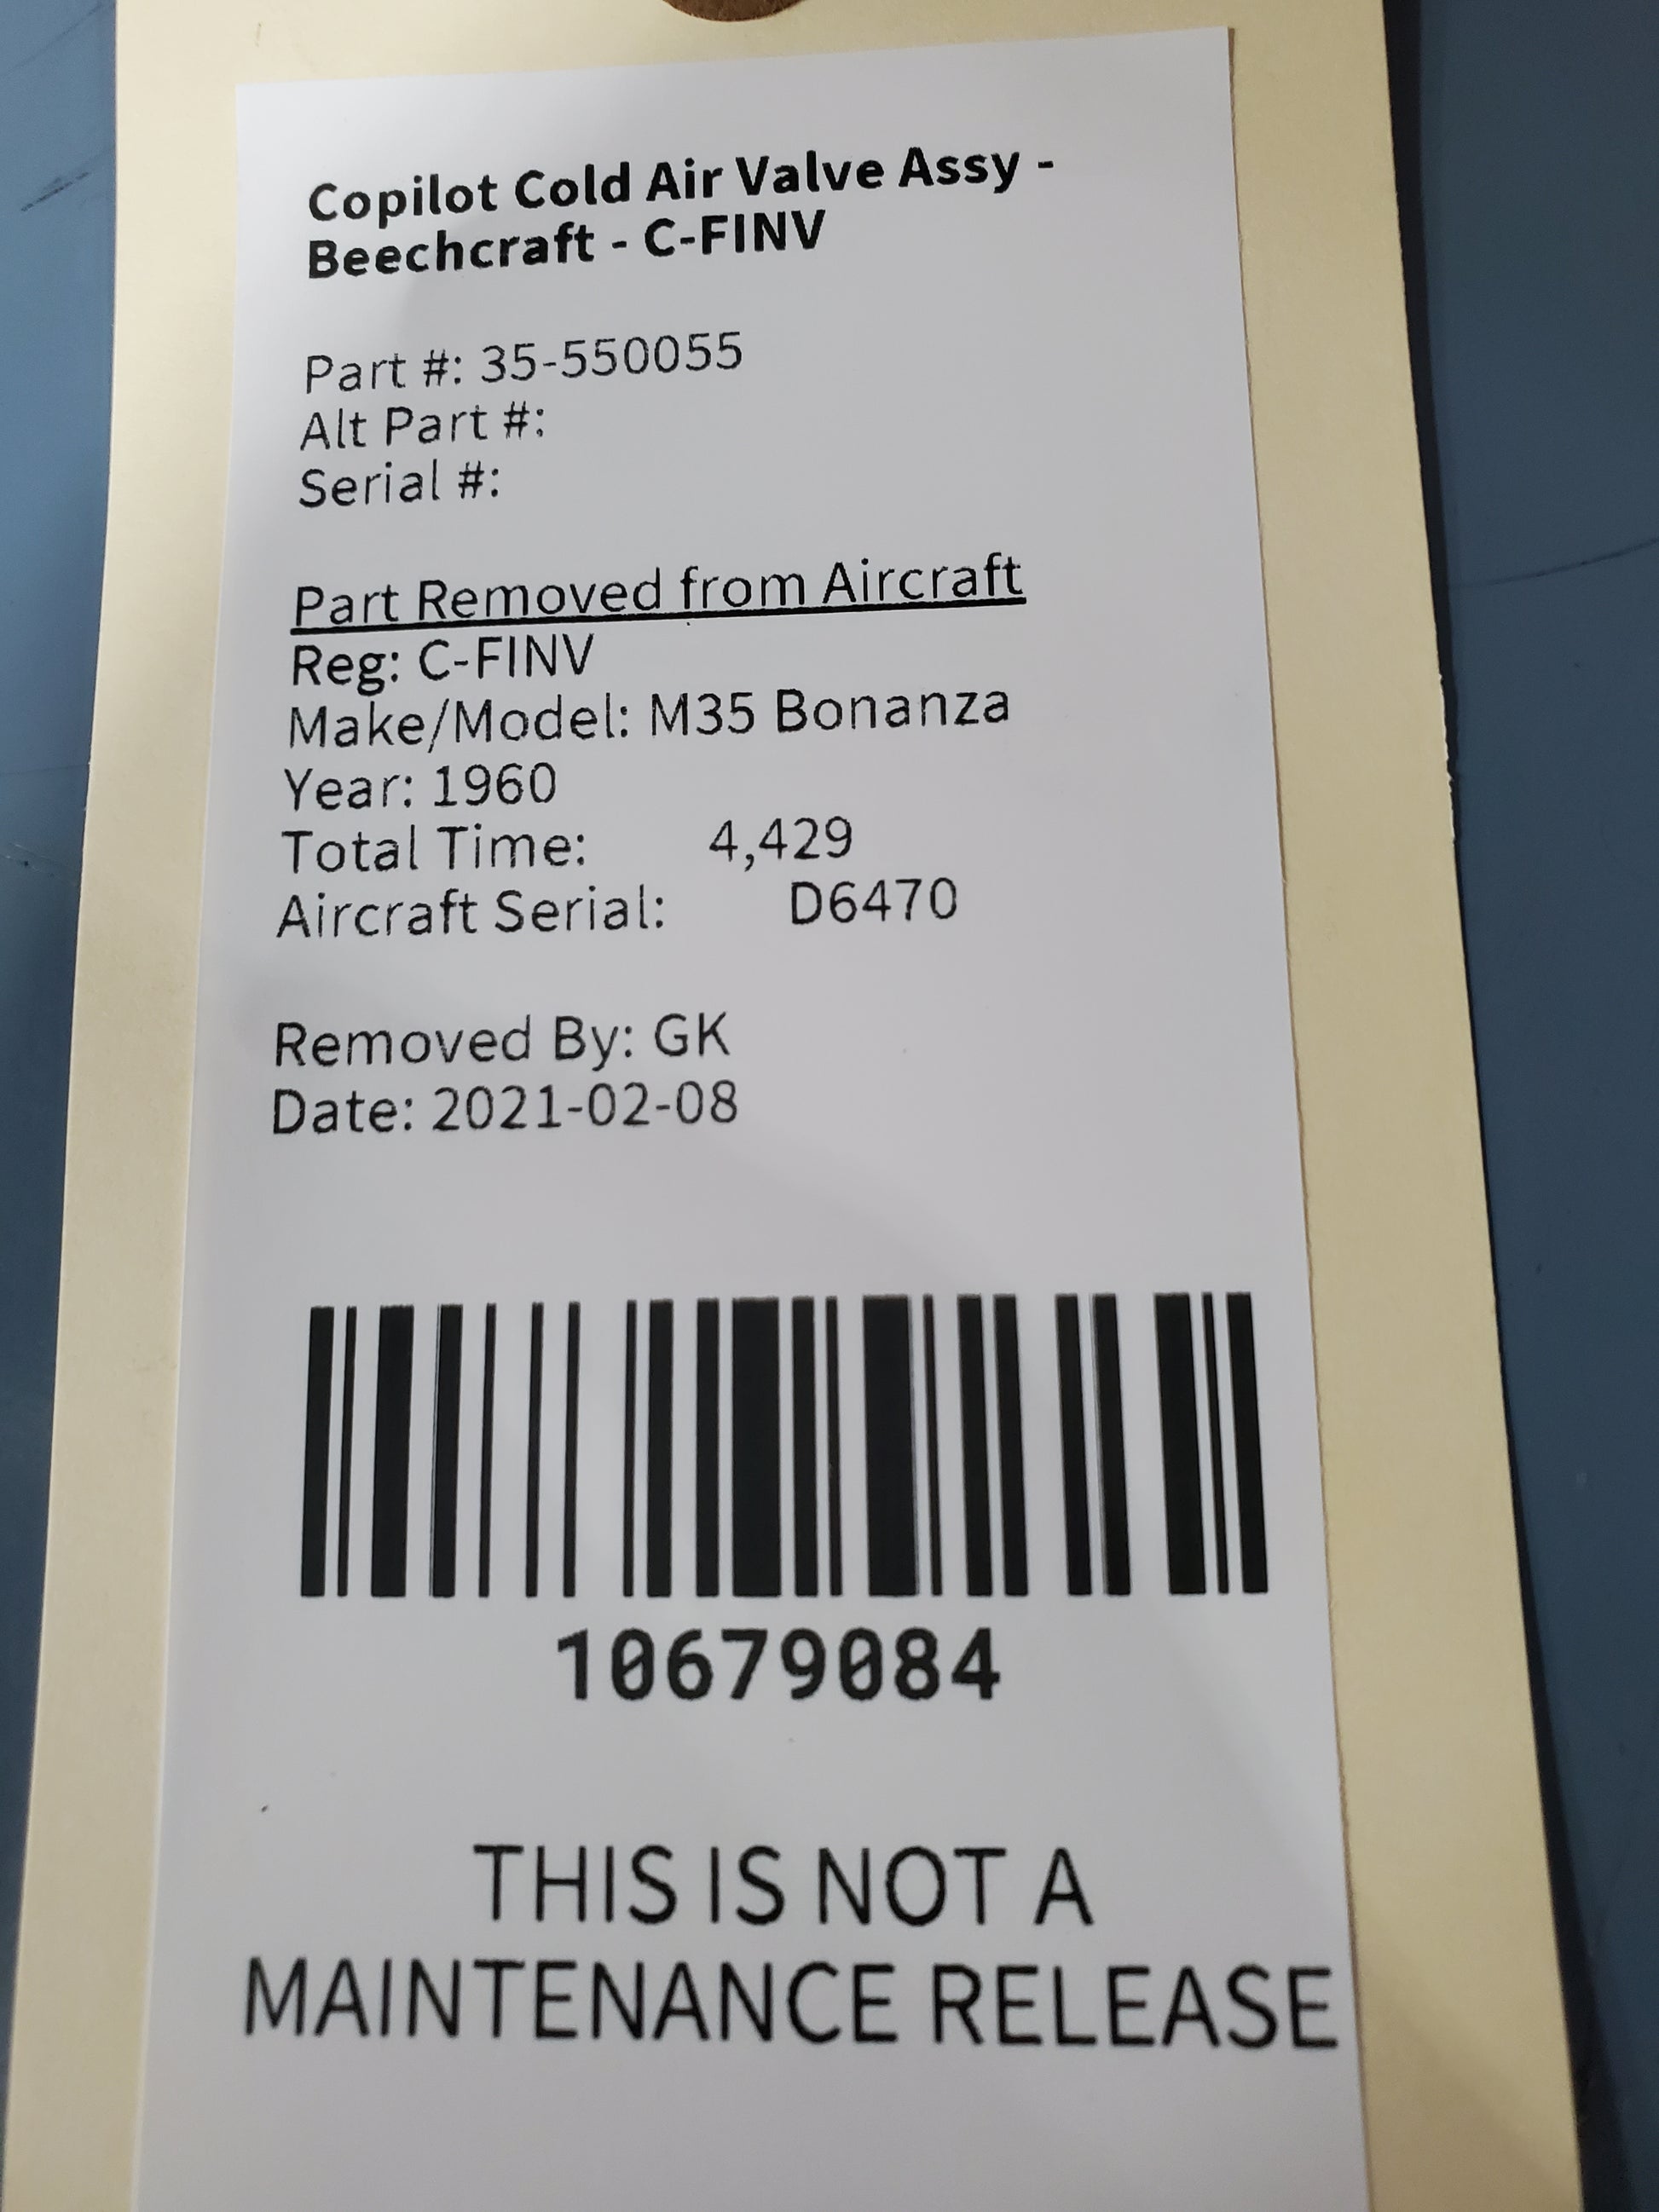 Copilot Cold Air Valve Assy -
Beechcraft - C-FINV
Part #: 35-550055
Alt Part #:
Serial #:
Part Removed from Aircraft
Reg: C-FINV
Make/Model: M35 Bonanza
Year: 1960
Total Time: 4,429
Aircraft Serial: D6470
Removed By: GK
Date: 2021-02-08
10679084
THIS IS NOT A
MAINTENANCE RELEASE